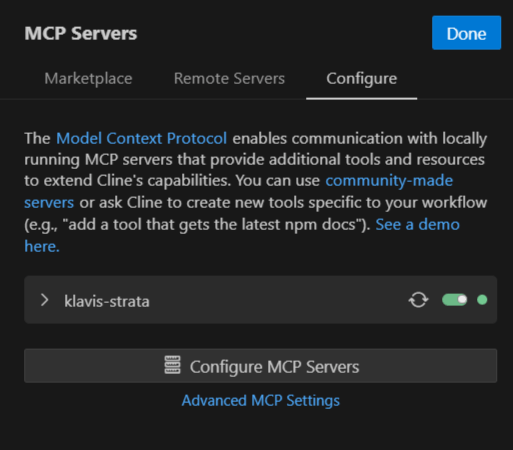 MCP Servers
Done
Marketplace
Remote Servers
Configure
The Model Context Protocol enables communication with locally
running MCP servers that provide additional tools and resources
to extend Cline's capabilities. You can use community-made
servers or ask Cline to create new tools specific to your workflow
(e.g., "add a tool that gets the latest npm docs"). See a demo
here.
klavis-strata
Configure MCP Servers
Advanced MCP Settings